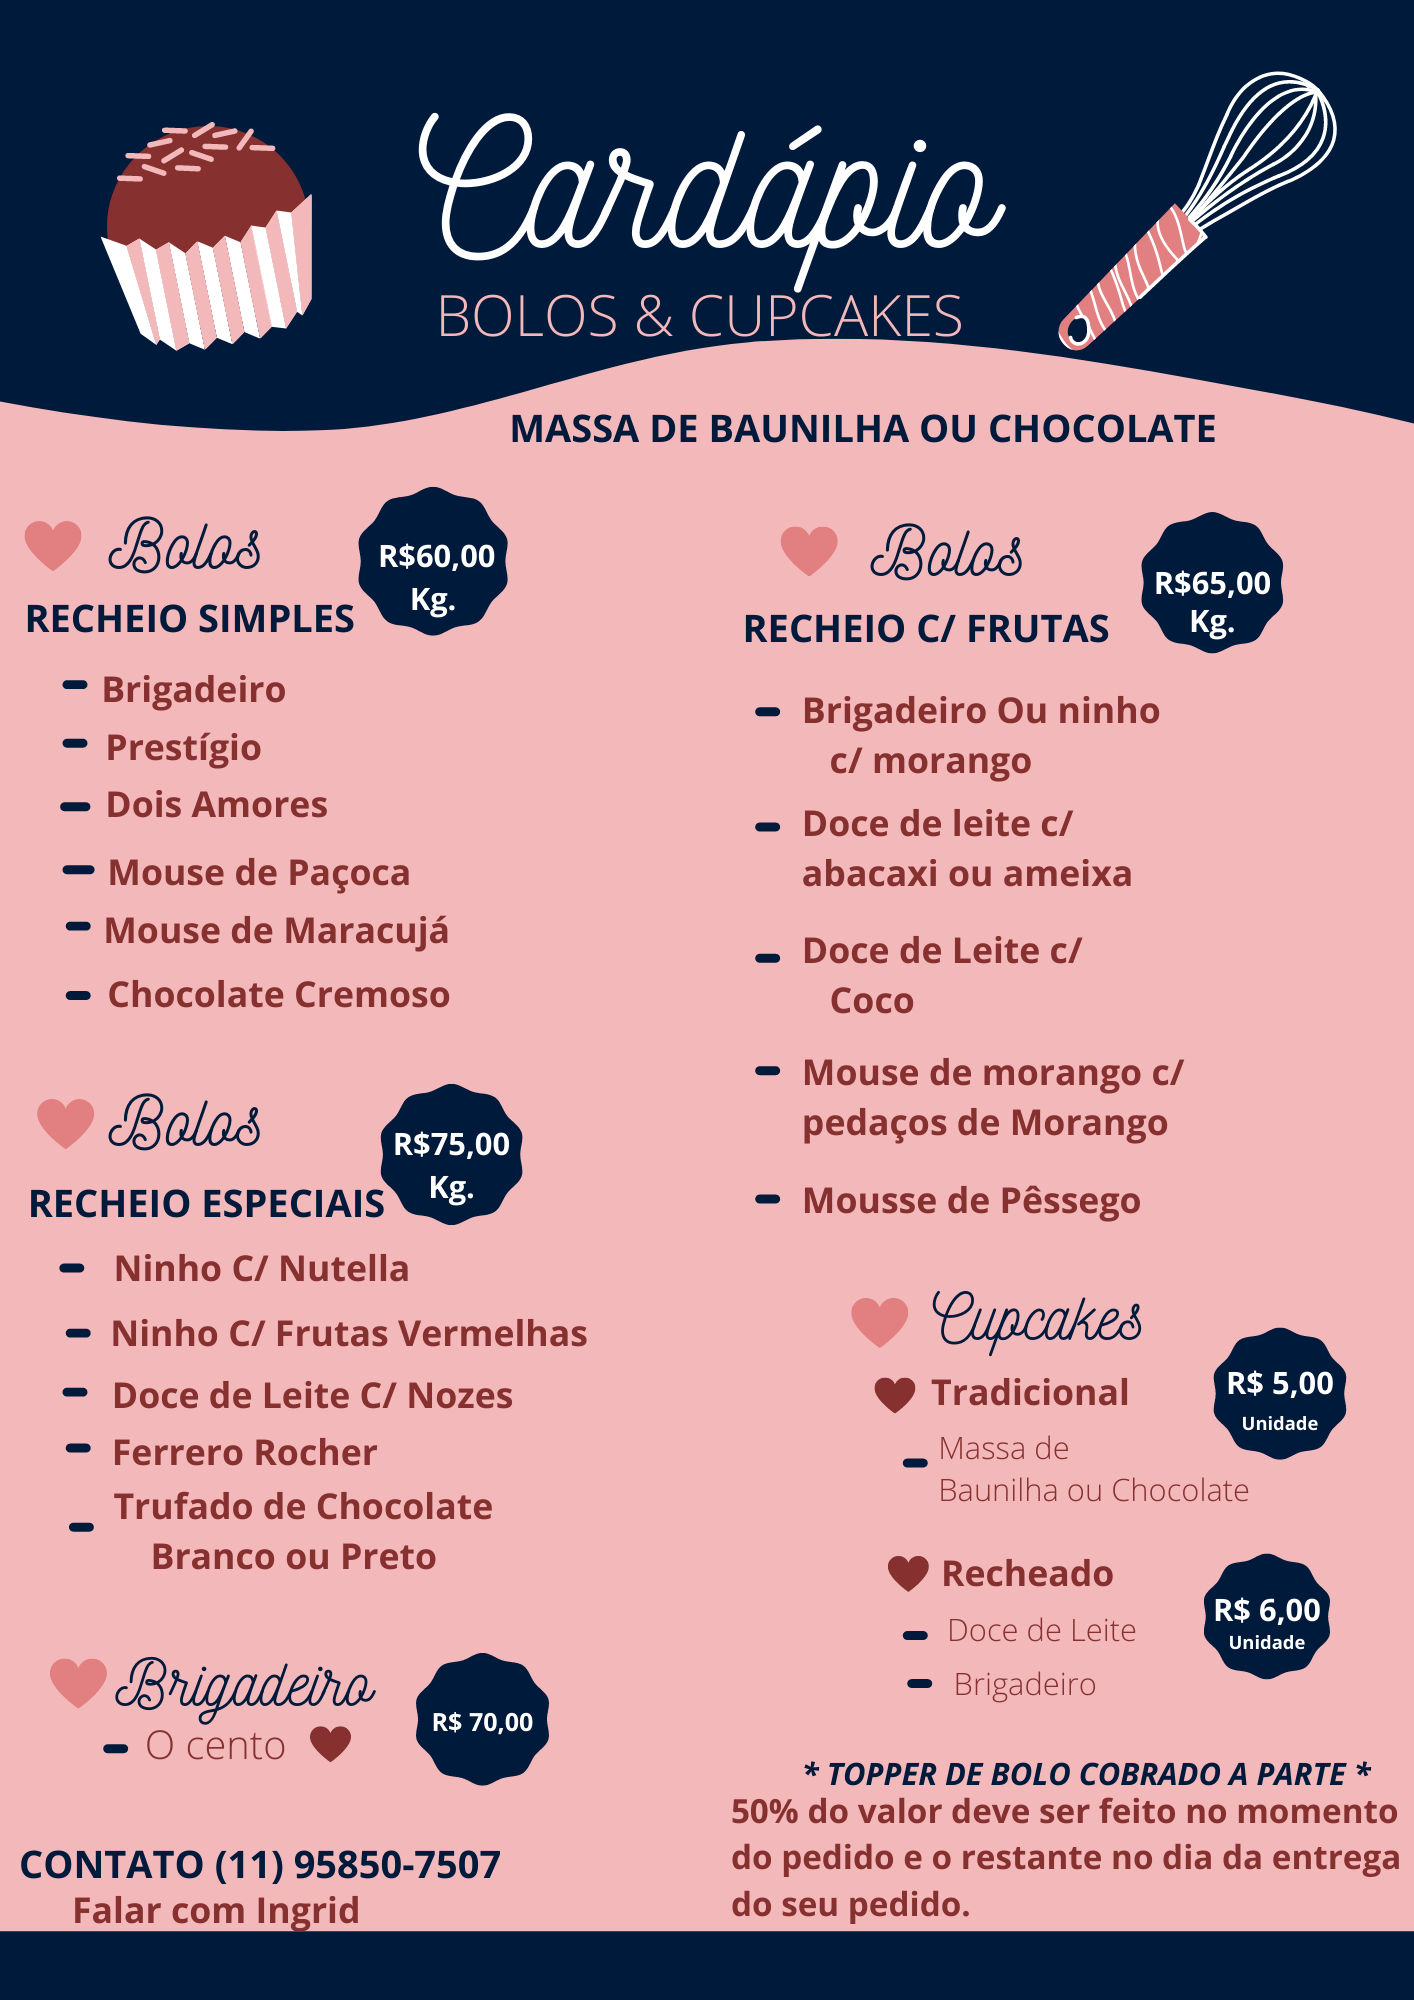 Cardápio
BOLOS & CUPCAKES
MASSA DE BAUNILHA OU CHOCOLATE
Bolos
R$60,00
Kg.
RECHEIO SIMPLES
Brigadeiro
Prestígio
Dois Amores
Mouse de Paçoca
Mouse de Maracujá
Chocolate Cremoso
Bolos
R$75,00
Kg.
RECHEIO ESPECIAIS
Ninho C/ Nutella
Ninho C/ Frutas Vermelhas
Doce de Leite C/ Nozes
Ferrero Rocher
Trufado de Chocolate
Branco ou Preto
Brigadeiro
O cento
R$ 70,00
CONTATO (11) 95850-7507
Falar com Ingrid
Bolos
R$65,00
Kg.
RECHEIO C/ FRUTAS
Brigadeiro Ou ninho
c/ morango
Doce de leite c/
abacaxi ou ameixa
Doce de Leite c/
Coco
Mouse de morango c/
pedaços de Morango
Mousse de Pêssego
Cupcakes
Tradicional
R$ 5,00
Unidade
Massa de
Baunilha ou Chocolate
Recheado
R$ 6,00
Unidade
Doce de Leite
Brigadeiro
* TOPPER DE BOLO COBRADO A PARTE *
50% do valor deve ser feito no momento
do pedido e o restante no dia da entrega
do seu pedido.